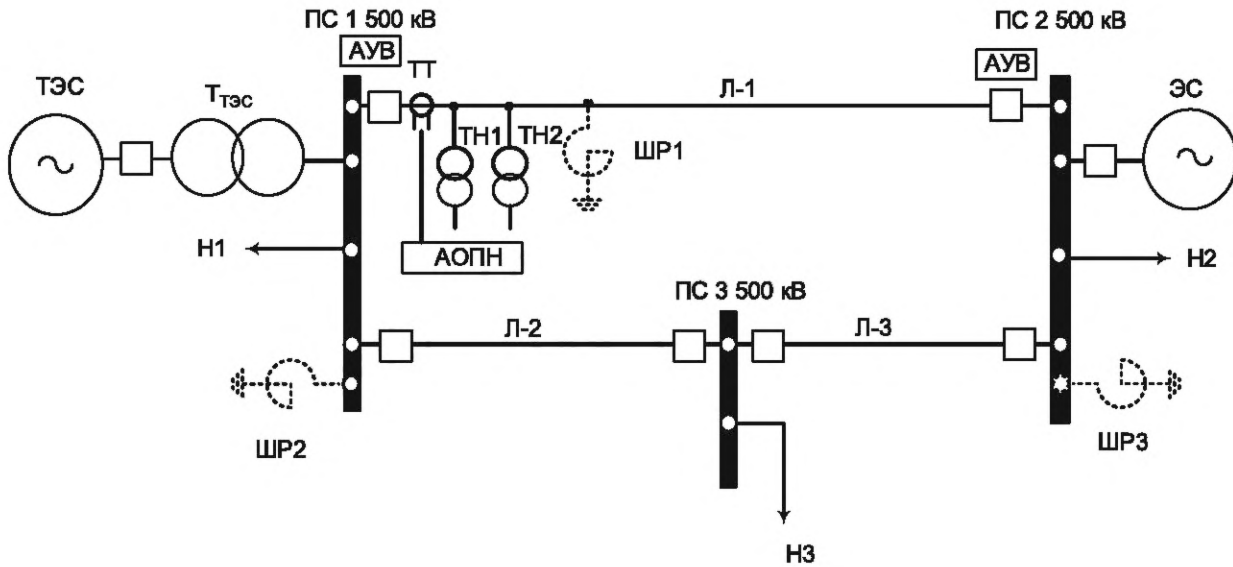 ПС 1 500 кВ
ПС 2 500 кВ
АУВ
АУВ
ТТ
ТЭС
Т ТЭС
Л-1
ЭС
ТН1
ТН2
ШР1
Н1
АОПН
Н2
ПС 3 500 кВ
Л-2
Л-3
ШР2
ШР3
Н3